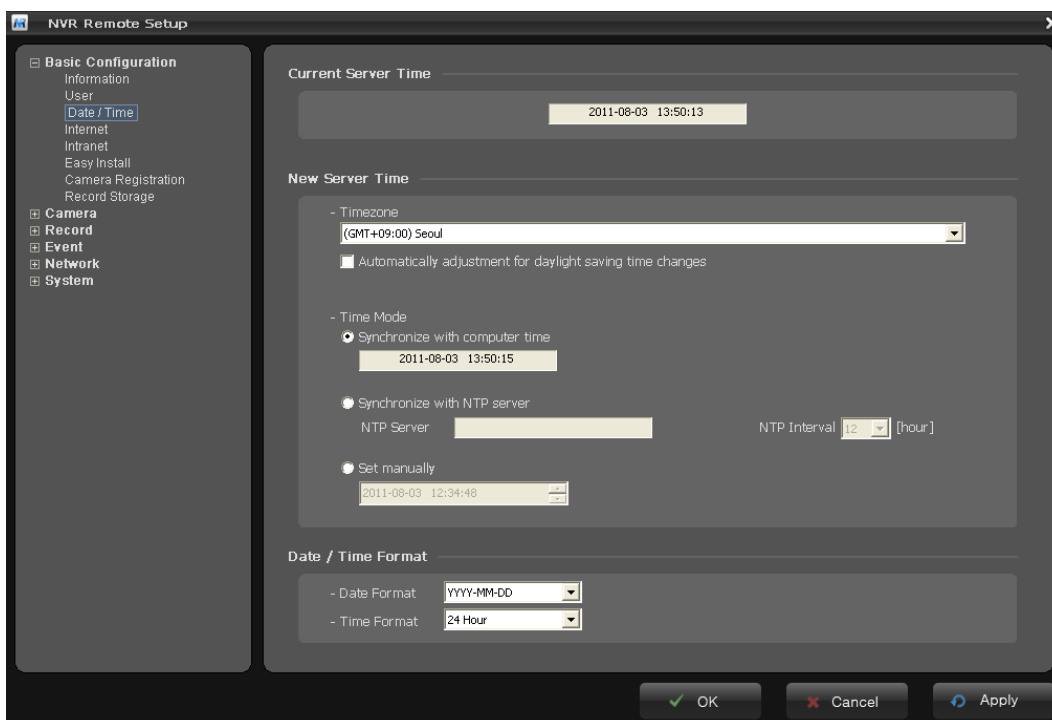 NVR Remote Setup
Basic Configuration
Information
User
Date / Time
Internet
Intranet
Easy Install
Camera Registration
Record Storage
Camera
Record
Event
Network
System
Current Server Time
2011-08-03 13:50:13
New Server Time
- Timezone
(GMT+09:00) Seoul
Automatically adjustment for daylight saving time changes
- Time Mode
Synchronize with computer time
2011-08-03 13:50:15
Synchronize with NTP server
NTP Server NTP Interval 12 [hour]
Set manually
2011-08-03 12:34:48
Date / Time Format
- Date Format YYYY-MM-DD
- Time Format 24 Hour
OK Cancel Apply